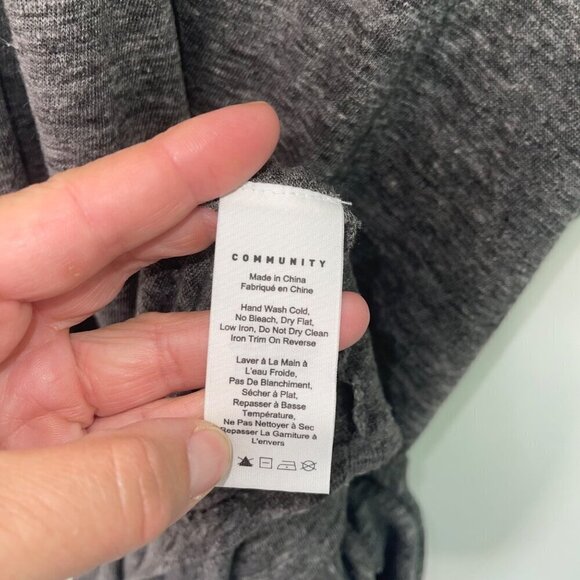 COMMUNITY
Made in China
Fabriqué en Chine
Hand Wash Cold,
No Bleach, Dry Flat,
Low Iron, Do Not Dry Clean
Iron Trim On Reverse
Laver à La Main à
L'eau Froide,
Pas De Blanchiment,
Sécher à Plat,
Repasser à Basse
Température,
Ne Pas Nettoyer à Sec
Repasser La Garniture à
L'envers